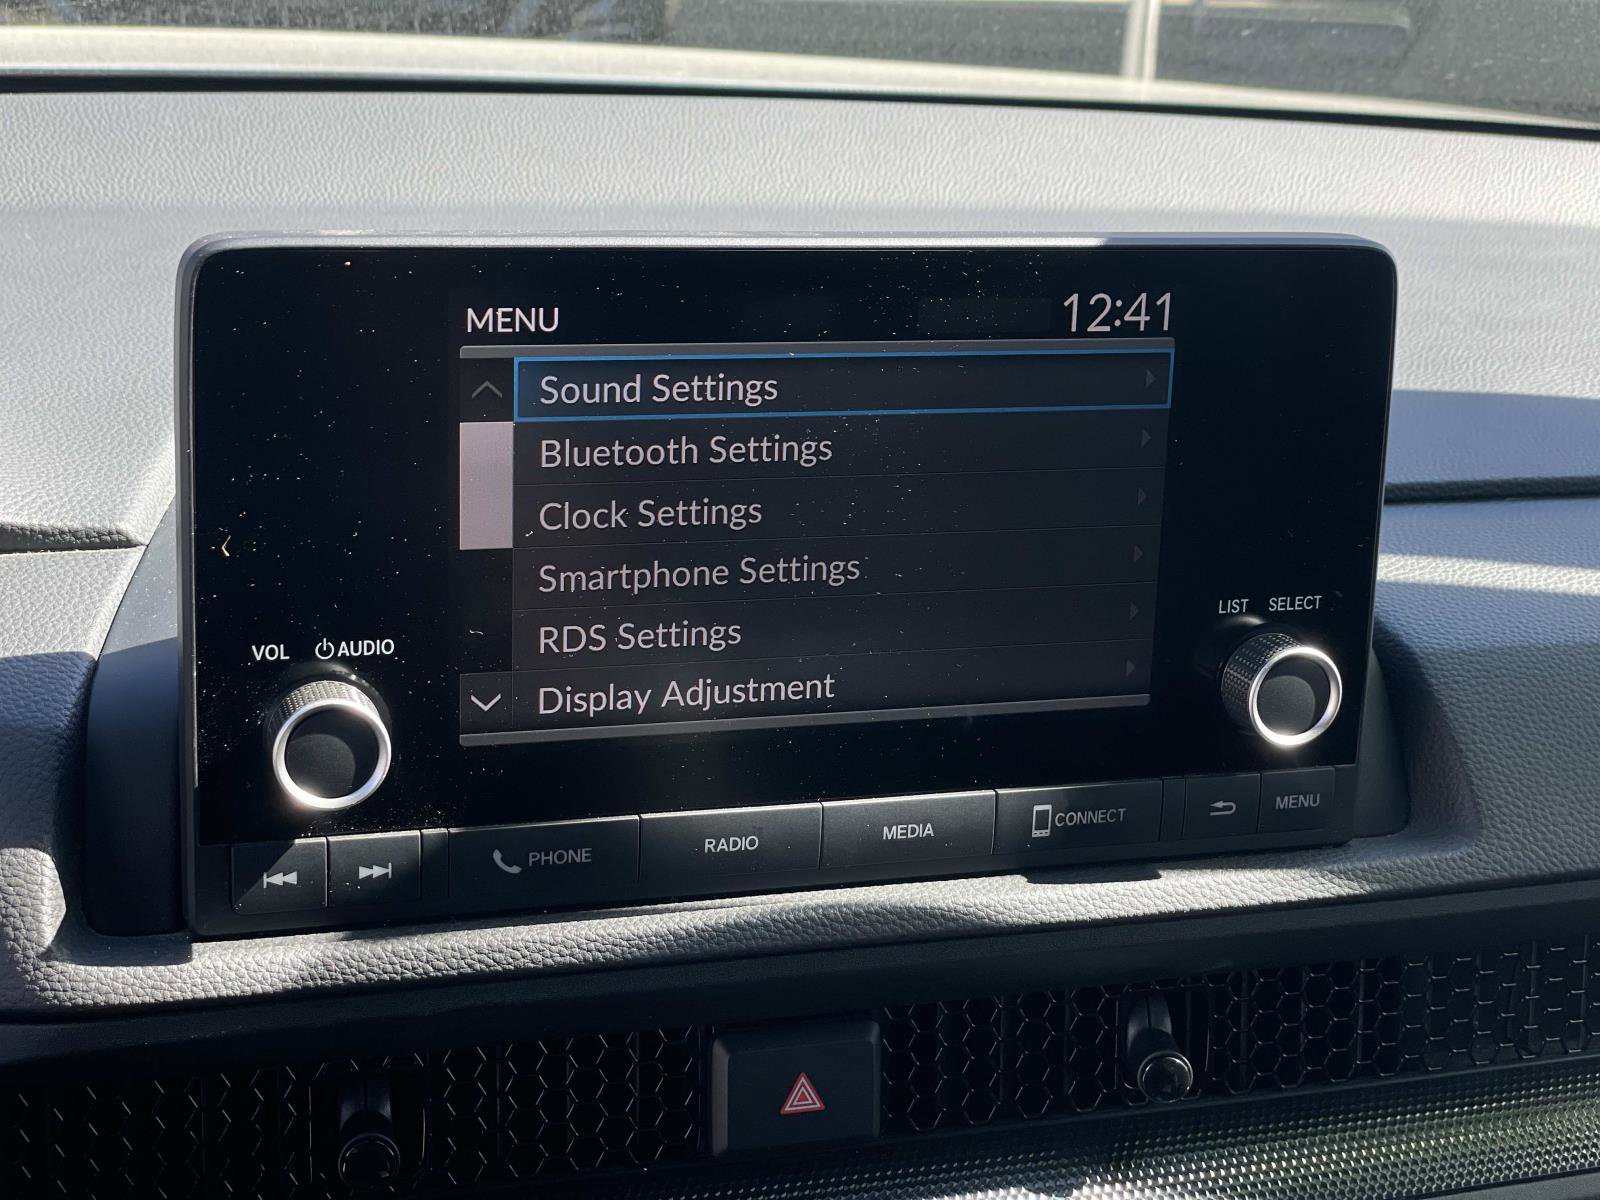 MENU 12:41
Sound Settings
Bluetooth Settings
Clock Settings
Smartphone Settings
RDS Settings
Display Adjustment
VOL AUDIO
LIST SELECT
PHONE RADIO MEDIA CONNECT MENU